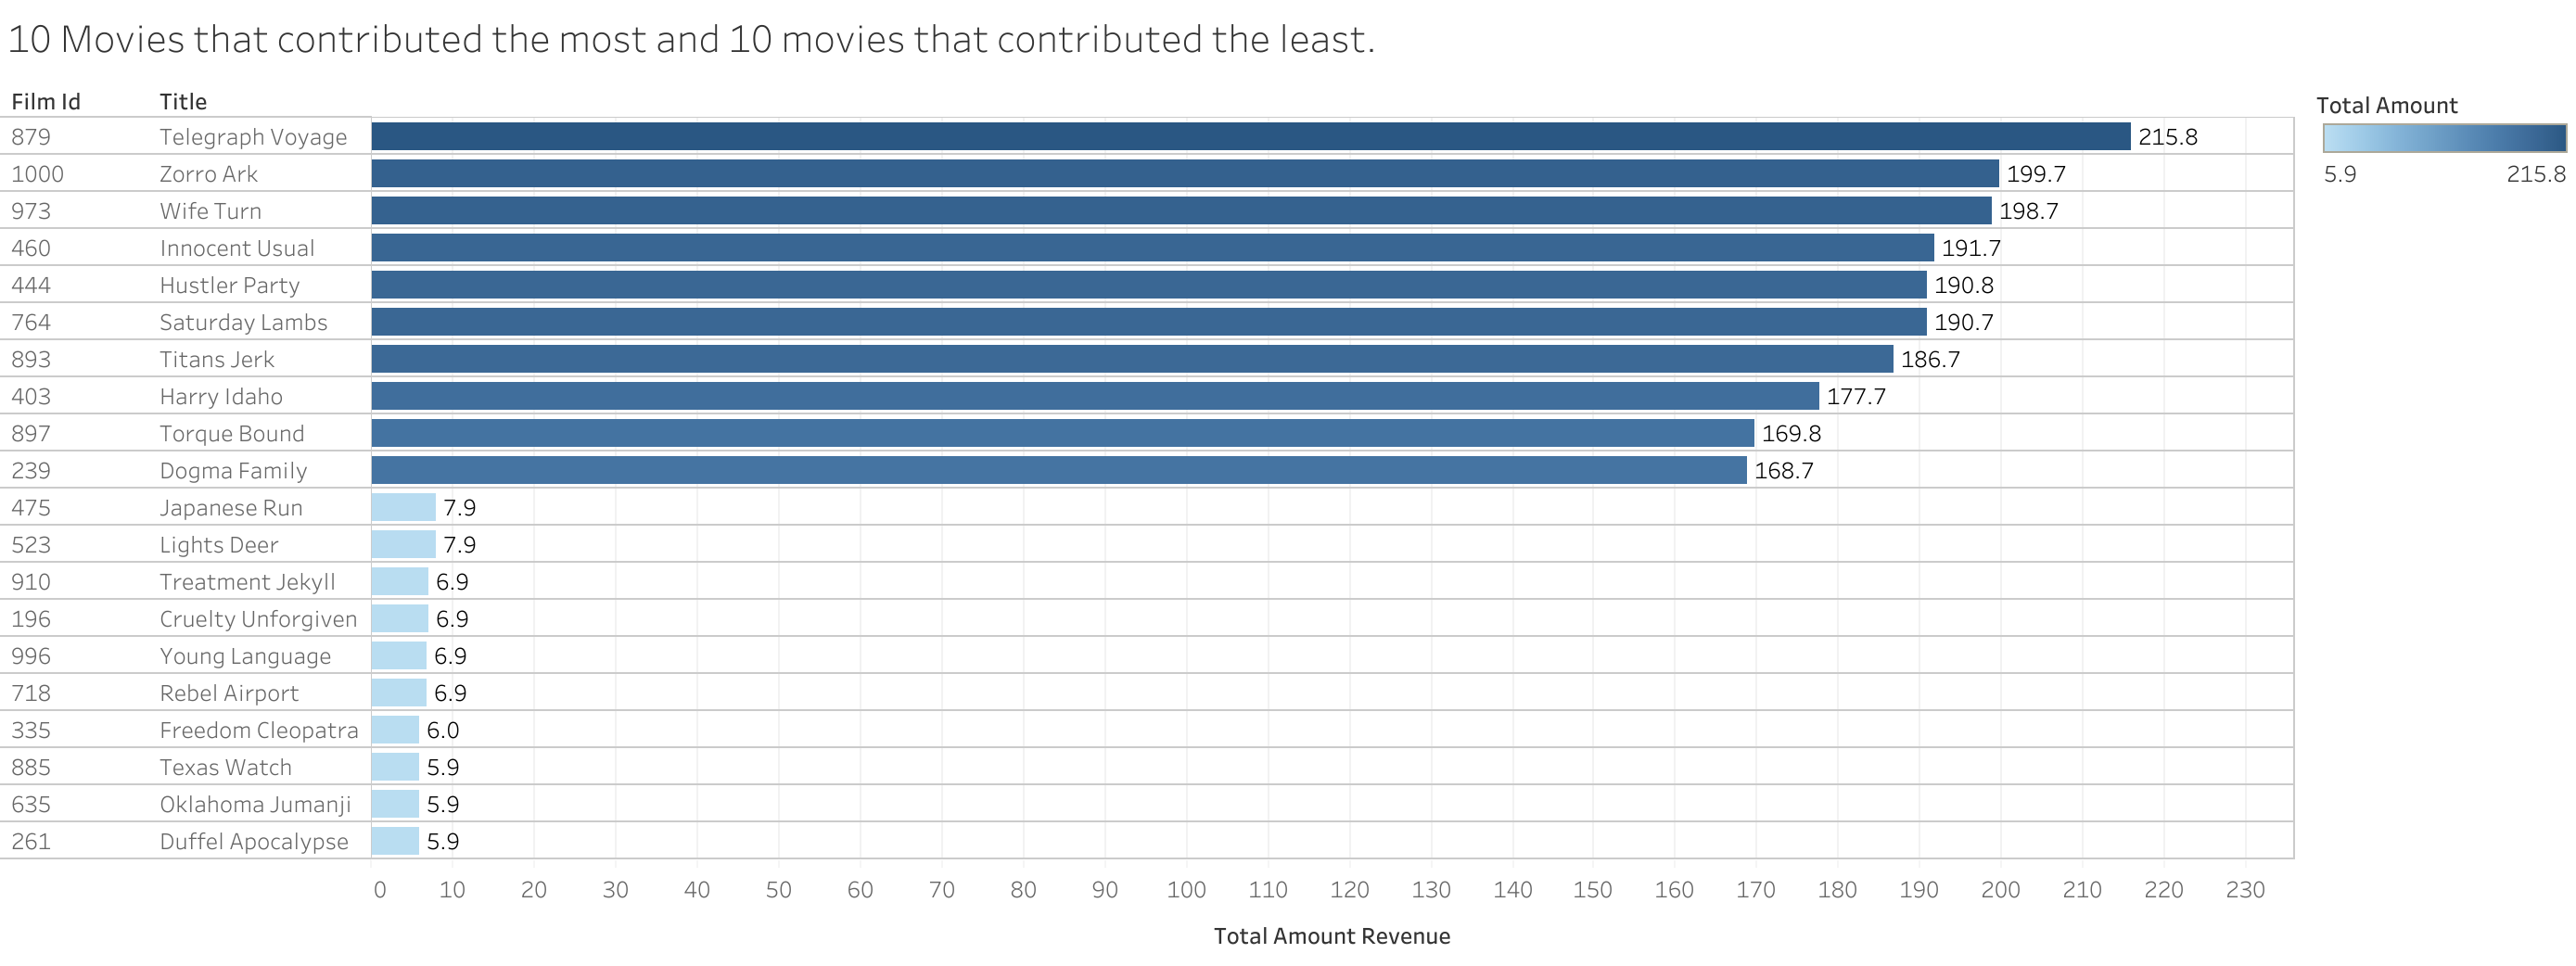 10 Movies that contributed the most and 10 movies that contributed the least.
Film Id Title
879 Telegraph Voyage 215.8
1000 Zorro Ark 199.7
973 Wife Turn 198.7
460 Innocent Usual 191.7
444 Hustler Party 190.8
764 Saturday Lambs 190.7
893 Titans Jerk 186.7
403 Harry Idaho 177.7
897 Torque Bound 169.8
239 Dogma Family 168.7
475 Japanese Run 7.9
523 Lights Deer 7.9
910 Treatment Jekyll 6.9
196 Cruelty Unforgiven 6.9
996 Young Language 6.9
718 Rebel Airport 6.9
335 Freedom Cleopatra 6.0
885 Texas Watch 5.9
635 Oklahoma Jumanji 5.9
261 Duffel Apocalypse 5.9
0 10 20 30 40 50 60 70 80 90 100 110 120 130 140 150 160 170 180 190 200 210 220 230
Total Amount Revenue
Total Amount
5.9 215.8